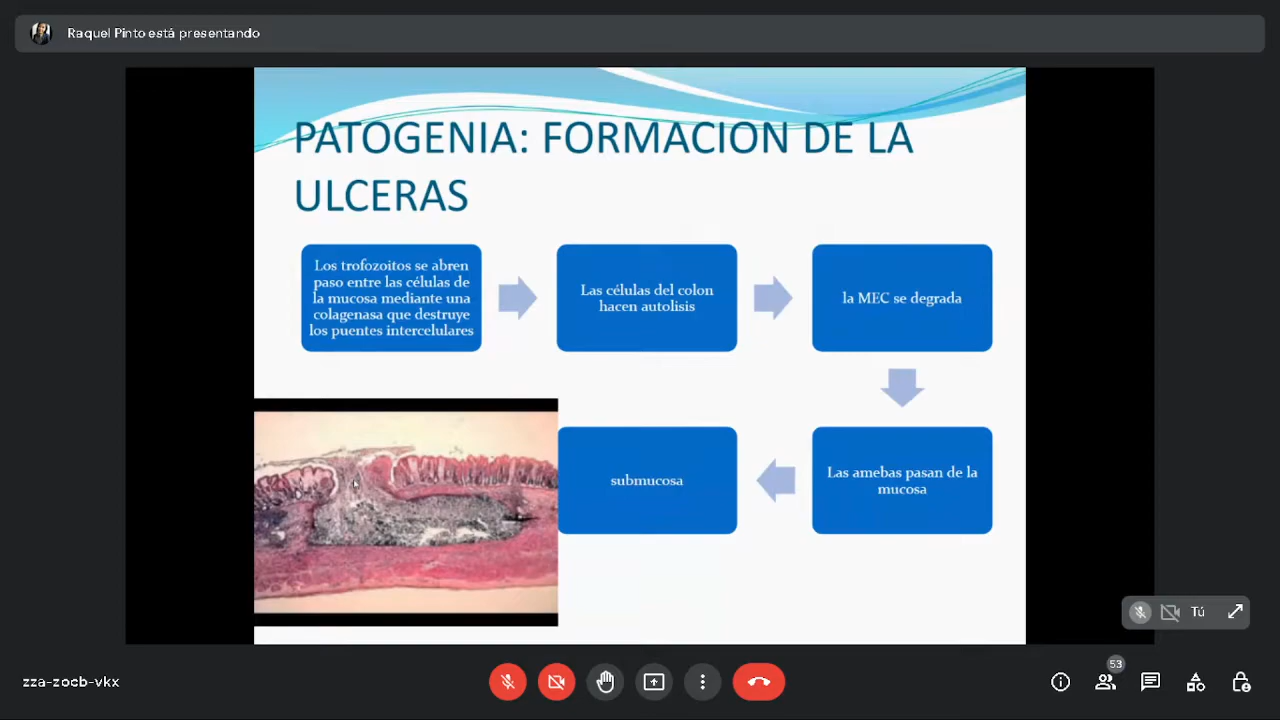 Raquel Pinto está presentando
PATOGENIA: FORMACION DE LA
ULCERAS
Los trofozoitos se abren
paso entre las células de
la mucosa mediante una
colagenasa que destruye
los puentes intercelulares
Las células del colon
hacen autolisis
la MEC se degrada
Las amebas pasan de la
mucosa
submucosa
Tú
zza-zocb-vkx
53